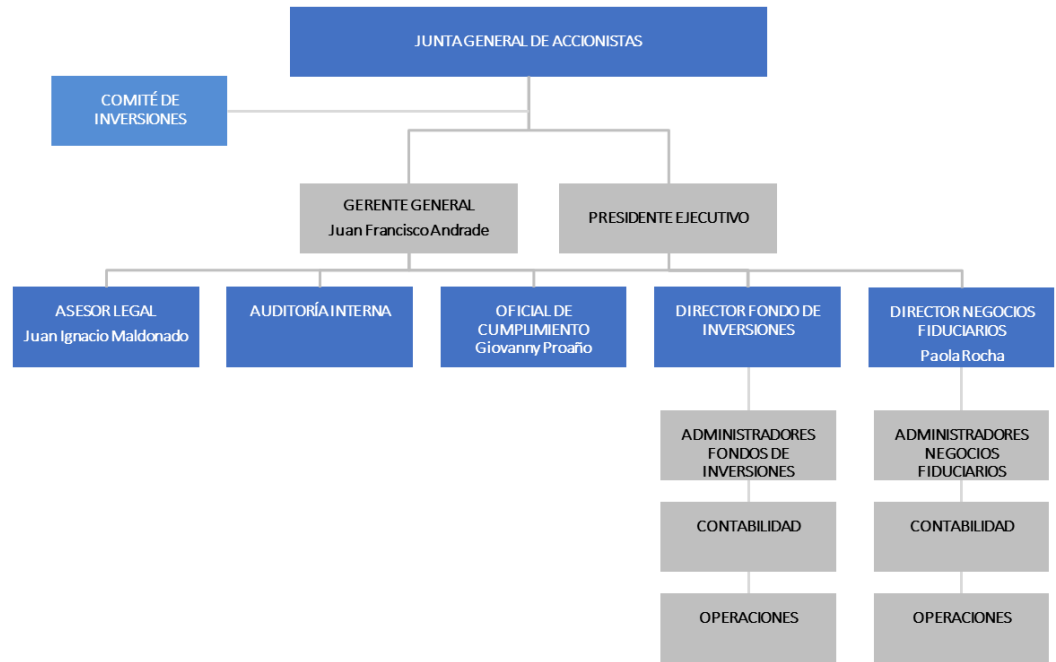 JUNTA GENERAL DE ACCIONISTAS
COMITÉ DE
INVERSIONES
GERENTE GENERAL
Juan Francisco Andrade
PRESIDENTE EJECUTIVO
ASESOR LEGAL
Juan Ignacio Maldonado
AUDITORÍA INTERNA
OFICIAL DE
CUMPLIMIENTO
Giovanny Proaño
DIRECTOR FONDO DE
INVERSIONES
DIRECTOR NEGOCIOS
FIDUCIARIOS
Paola Rocha
ADMINISTRADORES
FONDOS DE
INVERSIONES
ADMINISTRADORES
NEGOCIOS
FIDUCIARIOS
CONTABILIDAD
CONTABILIDAD
OPERACIONES
OPERACIONES